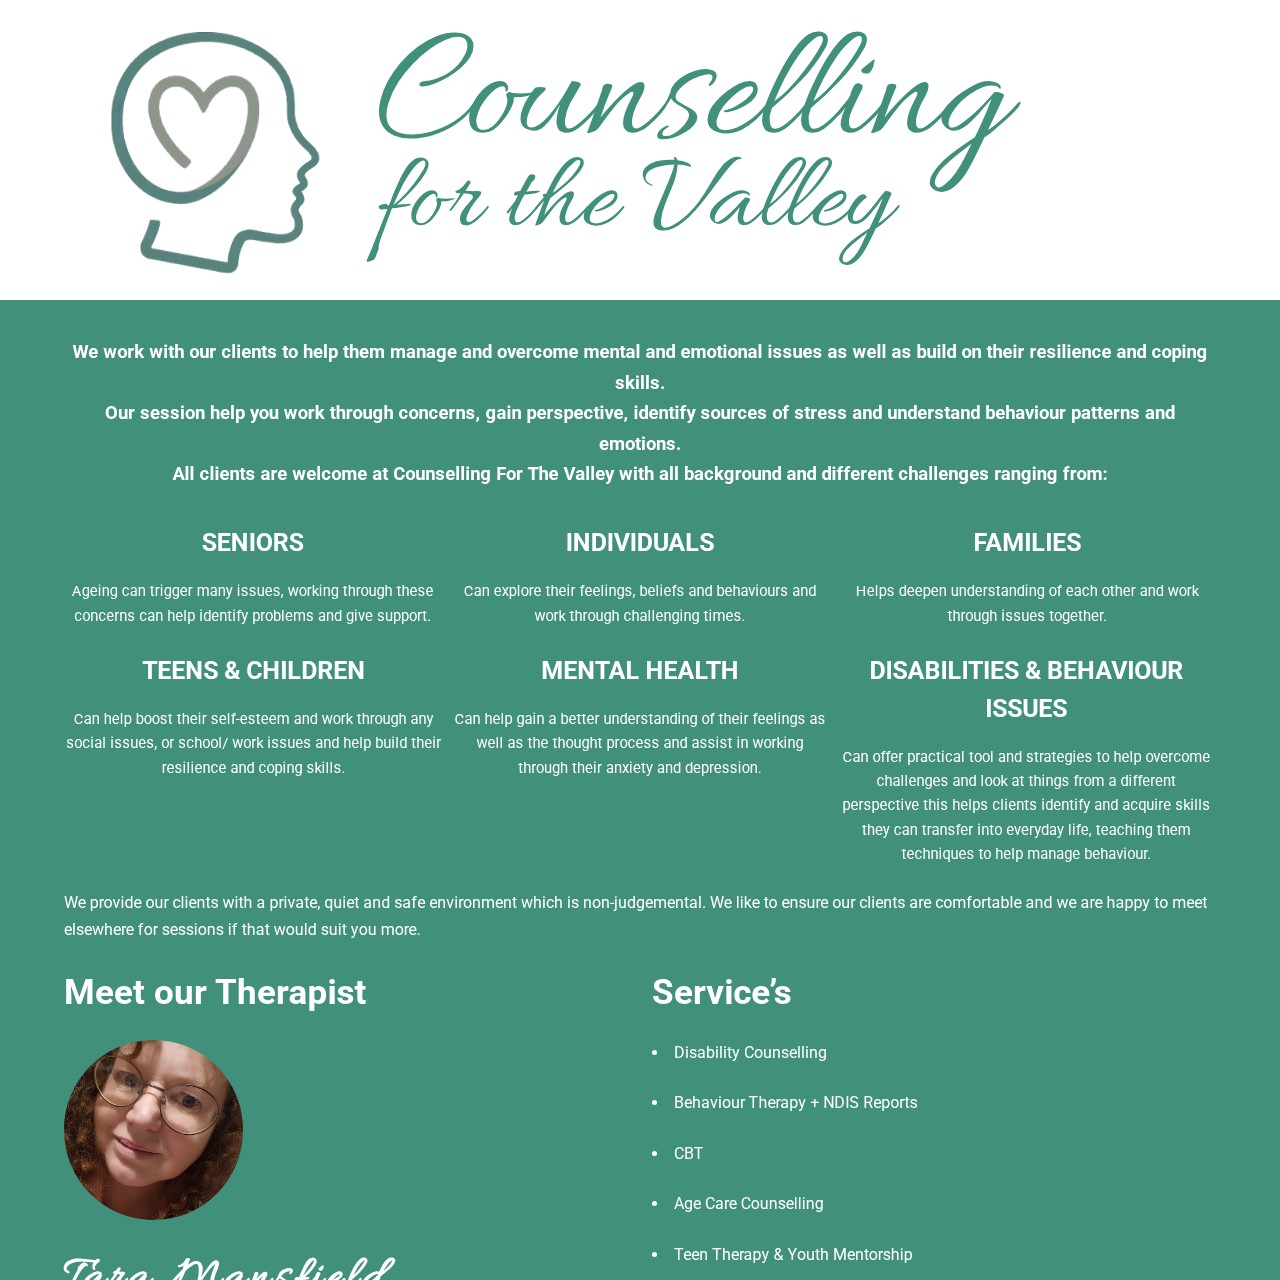 Counselling
for the Valley
We work with our clients to help them manage and overcome mental and emotional issues as well as build on their resilience and coping
skills.
Our session help you work through concerns, gain perspective, identify sources of stress and understand behaviour patterns and
emotions.
All clients are welcome at Counselling For The Valley with all background and different challenges ranging from:
SENIORS
Ageing can trigger many issues, working through these
concerns can help identify problems and give support.
INDIVIDUALS
Can explore their feelings, beliefs and behaviours and
work through challenging times.
FAMILIES
Helps deepen understanding of each other and work
through issues together.
TEENS & CHILDREN
Can help boost their self-esteem and work through any
social issues, or school/ work issues and help build their
resilience and coping skills.
MENTAL HEALTH
Can help gain a better understanding of their feelings as
well as the thought process and assist in working
through their anxiety and depression.
DISABILITIES & BEHAVIOUR
ISSUES
Can offer practical tool and strategies to help overcome
challenges and look at things from a different
perspective this helps clients identify and acquire skills
they can transfer into everyday life, teaching them
techniques to help manage behaviour.
We provide our clients with a private, quiet and safe environment which is non-judgemental. We like to ensure our clients are comfortable and we are happy to meet
elsewhere for sessions if that would suit you more.
Meet our Therapist
Tara Mansfield
Service’s
• Disability Counselling
• Behaviour Therapy + NDIS Reports
• CBT
• Age Care Counselling
• Teen Therapy & Youth Mentorship